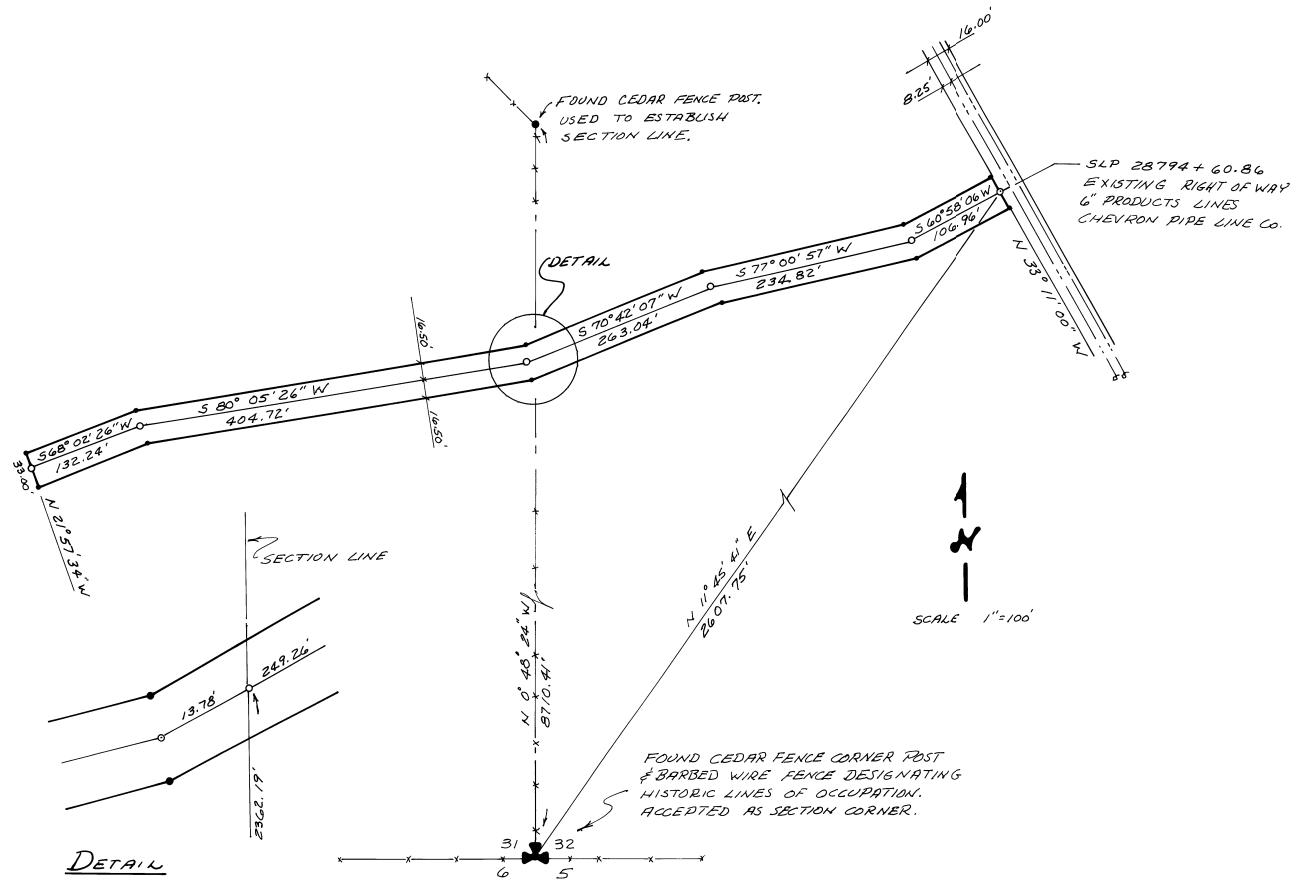 16.00'
8.25'
FOUND CEDAR FENCE POST.
USED TO ESTABLISH
SECTION LINE.
SLP 28794 + 60.86
EXISTING RIGHT OF WAY
6" PRODUCTS LINES
CHEVRON PIPE LINE CO.
S 60° 58' 06 W
106.96'
N 33° 11' 00" W
DETAIL
S 77° 00' 57" W
234.82'
S 70° 42' 07" W
263.04'
16.50'
S 80° 05' 26" W
404.72'
16.50'
S 68° 02' 26" W
132.24'
33.00'
N 21° 57' 34" W
SECTION LINE
N 11° 45' 41" E
2607.75'
SCALE 1"=100'
N 0° 48' 24" W
8710.41'
249.26'
13.78'
2362.19'
FOUND CEDAR FENCE CORNER POST
& BARBED WIRE FENCE DESIGNATING
HISTORIC LINES OF OCCUPATION.
ACCEPTED AS SECTION CORNER.
31 32
6 5
DETAIL